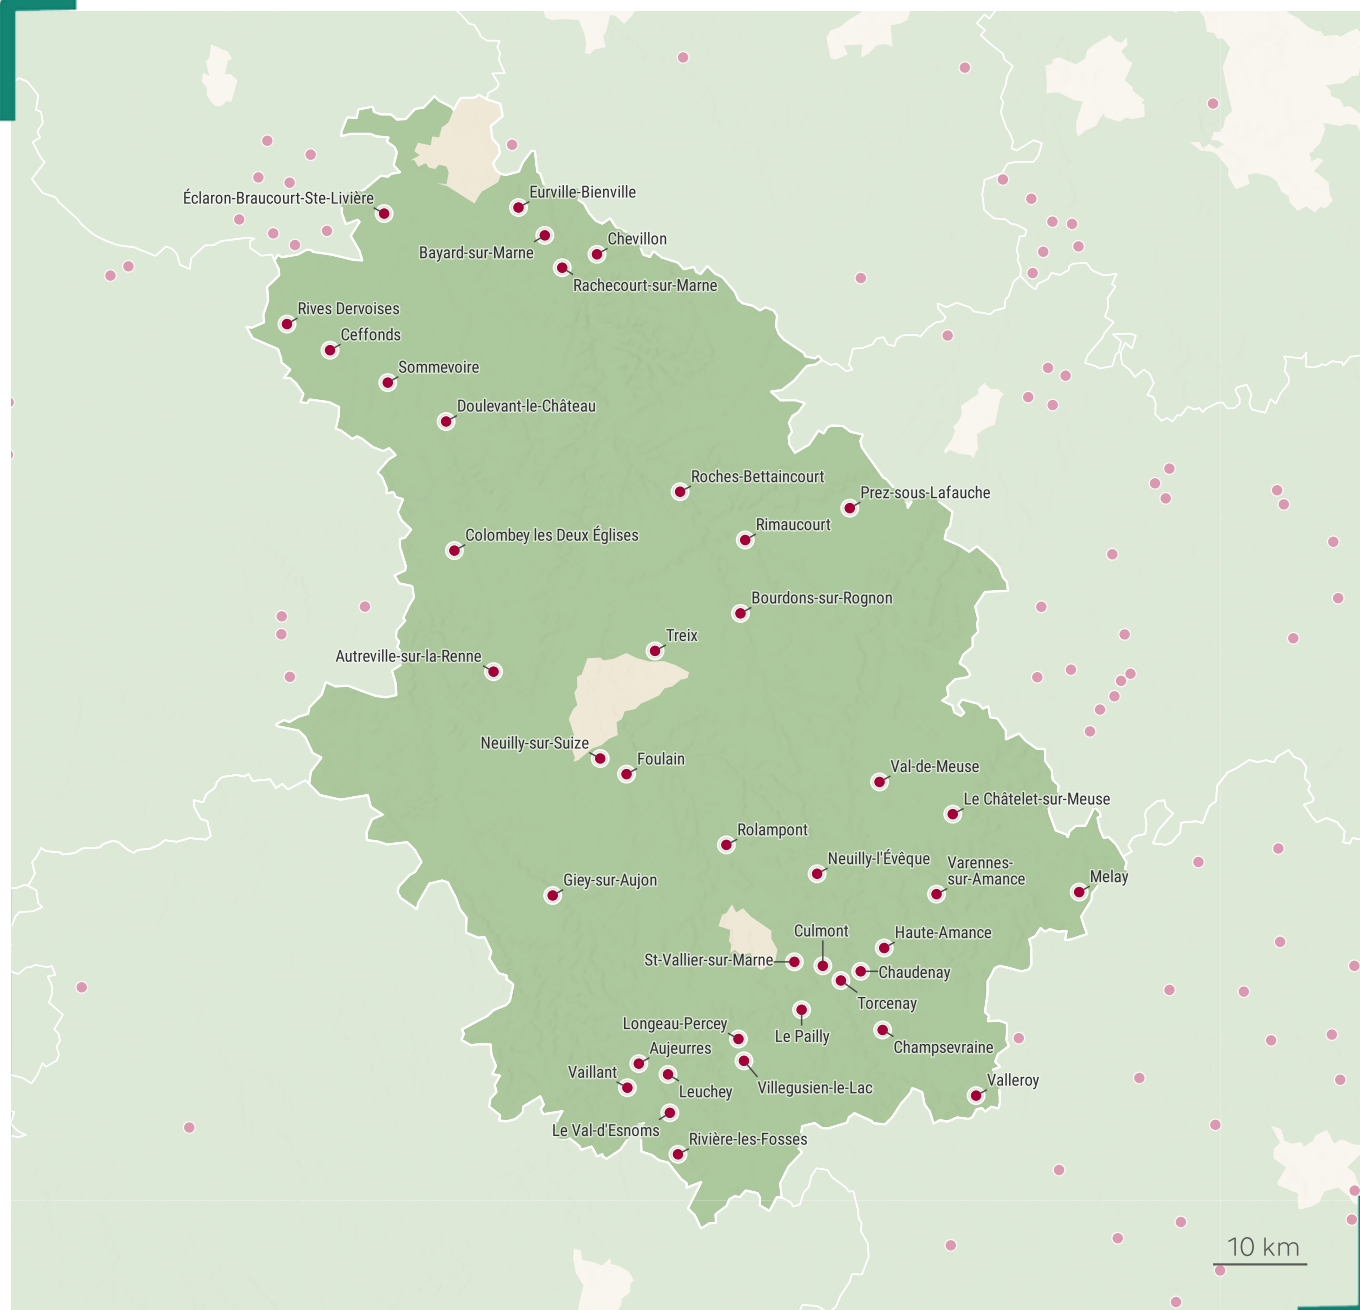 Éclaron-Braucourt-Ste-Livière
Eurville-Bienville
Bayard-sur-Marne
Chevillon
Rachecourt-sur-Marne
Rives Dervoises
Ceffonds
Sommevoire
Doulevant-le-Château
Roches-Bettaincourt
Prez-sous-Lafauche
Rimaucourt
Colombey les Deux Églises
Bourdons-sur-Rognon
Treix
Autreville-sur-la-Renne
Neuilly-sur-Suize
Foulain
Val-de-Meuse
Le Châtelet-sur-Meuse
Rolampont
Neuilly-l'Évêque
Varennes-
sur-Amance
Melay
Giey-sur-Aujon
Culmont
Haute-Amance
St-Vallier-sur-Marne
Chaudenay
Torcenay
Longeau-Percey
Le Pailly
Champsevraine
Aujeurres
Vaillant
Leuchey
Villegusien-le-Lac
Valleroy
Le Val-d'Esnoms
Rivière-les-Fosses
10 km